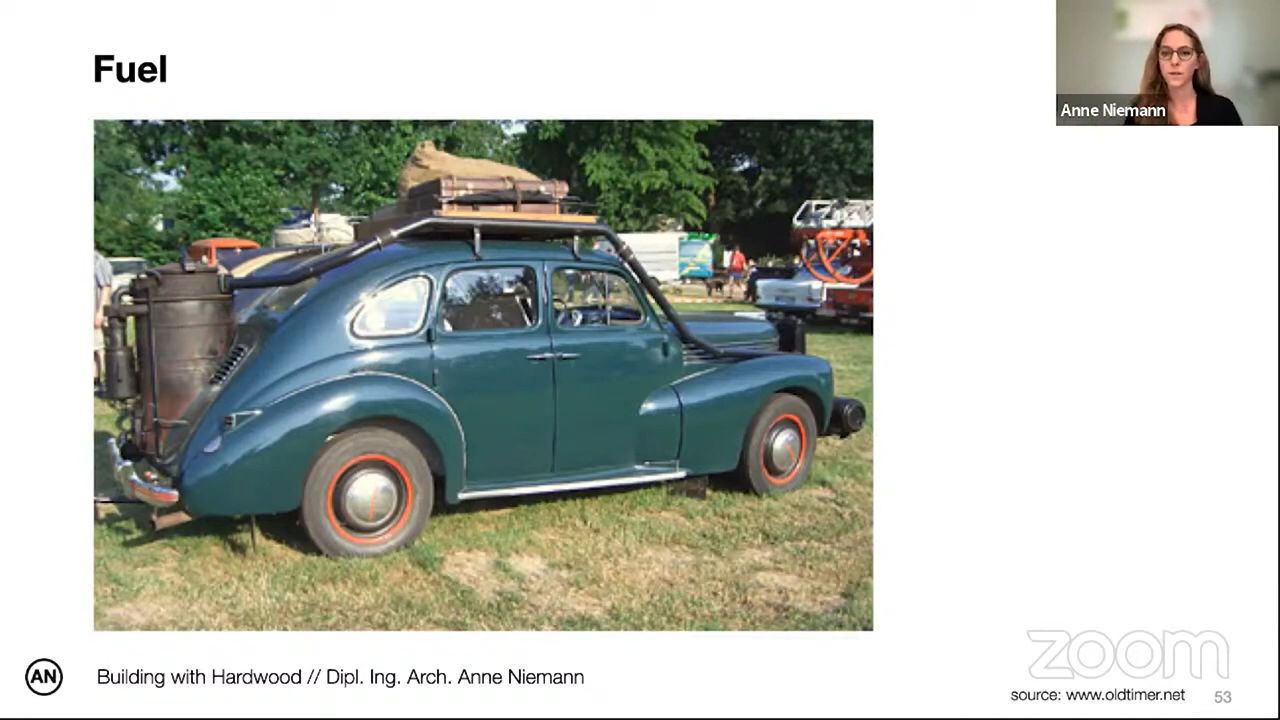 Fuel
Anne Niemann
AN
Building with Hardwood // Dipl. Ing. Arch. Anne Niemann
zoom
source: www.oldtimer.net
53